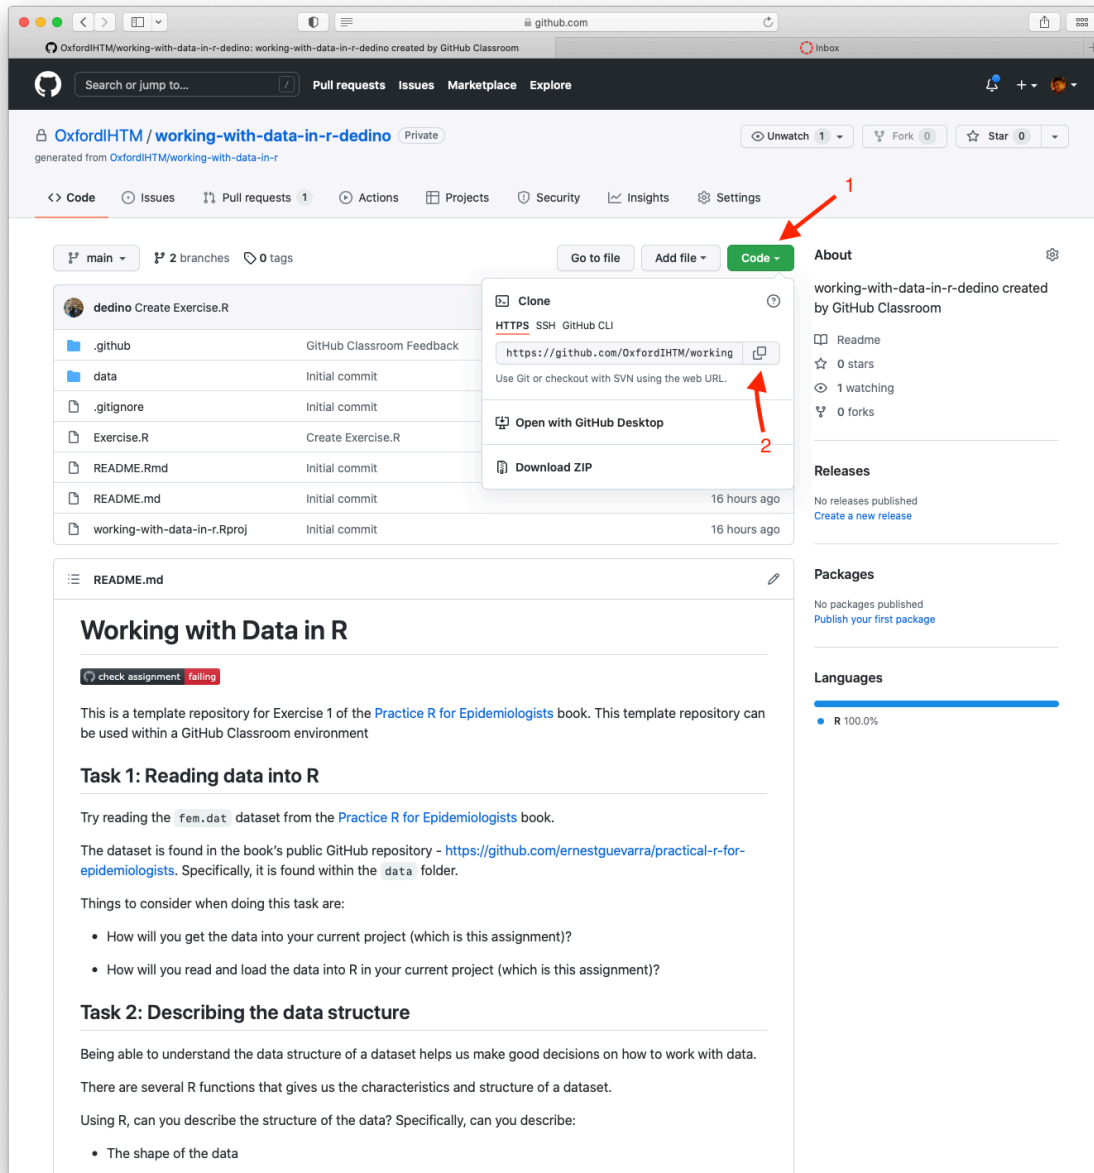 github.com
OxfordIHTM/working-with-data-in-r-dedino: working-with-data-in-r-dedino created by GitHub Classroom
Inbox
Search or jump to...
/
Pull requests Issues Marketplace Explore
OxfordIHTM / working-with-data-in-r-dedino Private
Unwatch 1
Fork 0
Star 0
generated from OxfordIHTM/working-with-data-in-r
<> Code Issues Pull requests 1 Actions Projects Security Insights Settings
1
main 2 branches 0 tags
Go to file Add file Code
dedino Create Exercise.R
.github GitHub Classroom Feedback
data Initial commit
.gitignore Initial commit
Exercise.R Create Exercise.R
README.Rmd Initial commit
README.md Initial commit 16 hours ago
working-with-data-in-r.Rproj Initial commit 16 hours ago
Clone
HTTPS SSH GitHub CLI
https://github.com/OxfordIHTM/working
Use Git or checkout with SVN using the web URL.
2
Open with GitHub Desktop
Download ZIP
About
working-with-data-in-r-dedino created
by GitHub Classroom
Readme
0 stars
1 watching
0 forks
Releases
No releases published
Create a new release
Packages
No packages published
Publish your first package
Languages
R 100.0%
README.md
Working with Data in R
check assignment failing
This is a template repository for Exercise 1 of the Practice R for Epidemiologists book. This template repository can
be used within a GitHub Classroom environment
Task 1: Reading data into R
Try reading the fem.dat dataset from the Practice R for Epidemiologists book.
The dataset is found in the book's public GitHub repository - https://github.com/ernestguevarra/practical-r-for-
epidemiologists. Specifically, it is found within the data folder.
Things to consider when doing this task are:
• How will you get the data into your current project (which is this assignment)?
• How will you read and load the data into R in your current project (which is this assignment)?
Task 2: Describing the data structure
Being able to understand the data structure of a dataset helps us make good decisions on how to work with data.
There are several R functions that gives us the characteristics and structure of a dataset.
Using R, can you describe the structure of the data? Specifically, can you describe:
• The shape of the data